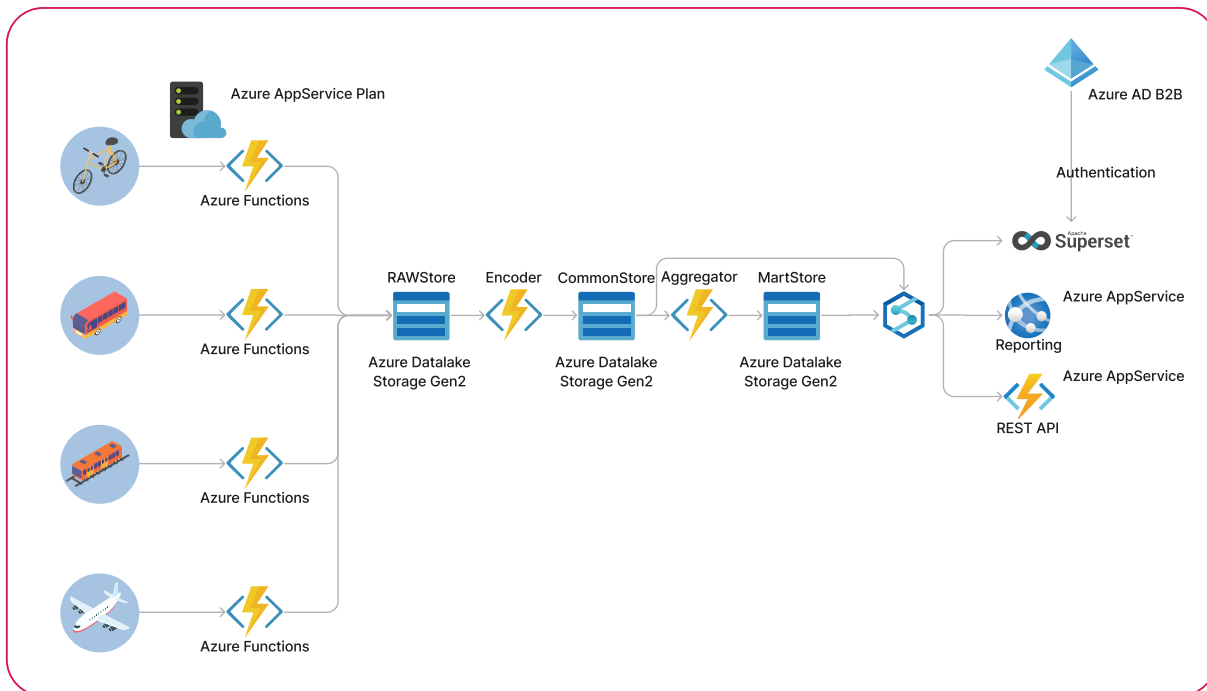 Azure AD B2B
Azure AppService Plan
Authentication
Azure Functions
Apache
Superset™
RAWStore
Encoder
CommonStore
Aggregator
MartStore
Azure AppService
Reporting
Azure Functions
Azure Datalake
Storage Gen2
Azure Datalake
Storage Gen2
Azure Datalake
Storage Gen2
Azure AppService
REST API
Azure Functions
Azure Functions